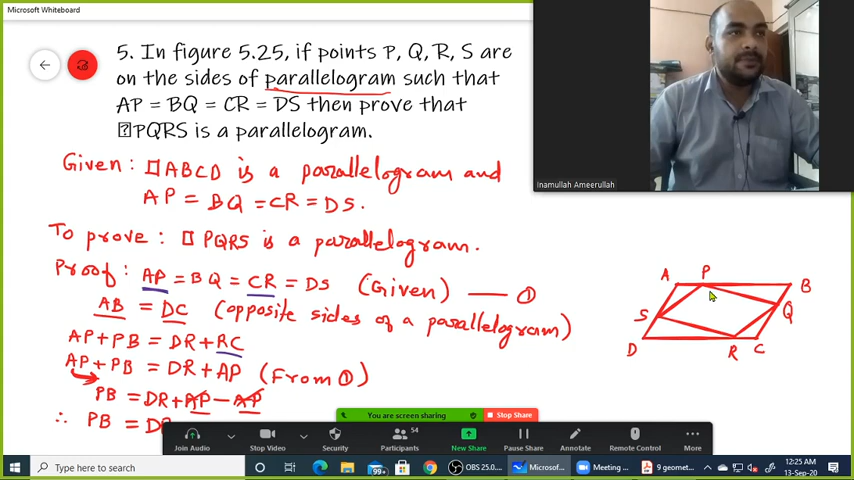 Microsoft Whiteboard
5. In figure 5.25, if points P, Q, R, S are
on the sides of parallelogram such that
AP = BQ = CR = DS then prove that
□PQRS is a parallelogram.
Given: □ABCD is a parallelogram and
AP = BQ = CR = DS.
To prove: □ PQRS is a parallelogram.
Proof: AP = BQ = CR = DS (Given) —— ①
AB = DC (opposite sides of a parallelogram)
AP+PB = DR+RC
AP+PB = DR+AP (From ①)
PB = DR+AP-AP
∴ PB = DR
Inamullah Ameerullah
A P B
S Q
D R C
You are screen sharing
Stop Share
Join Audio
Stop Video
Security
54
Participants
New Share
Pause Share
Annotate
Remote Control
More
Type here to search
99+
OBS 25.0...
Microsof...
Meeting ...
9 geomet...
12:25 AM
13-Sep-20